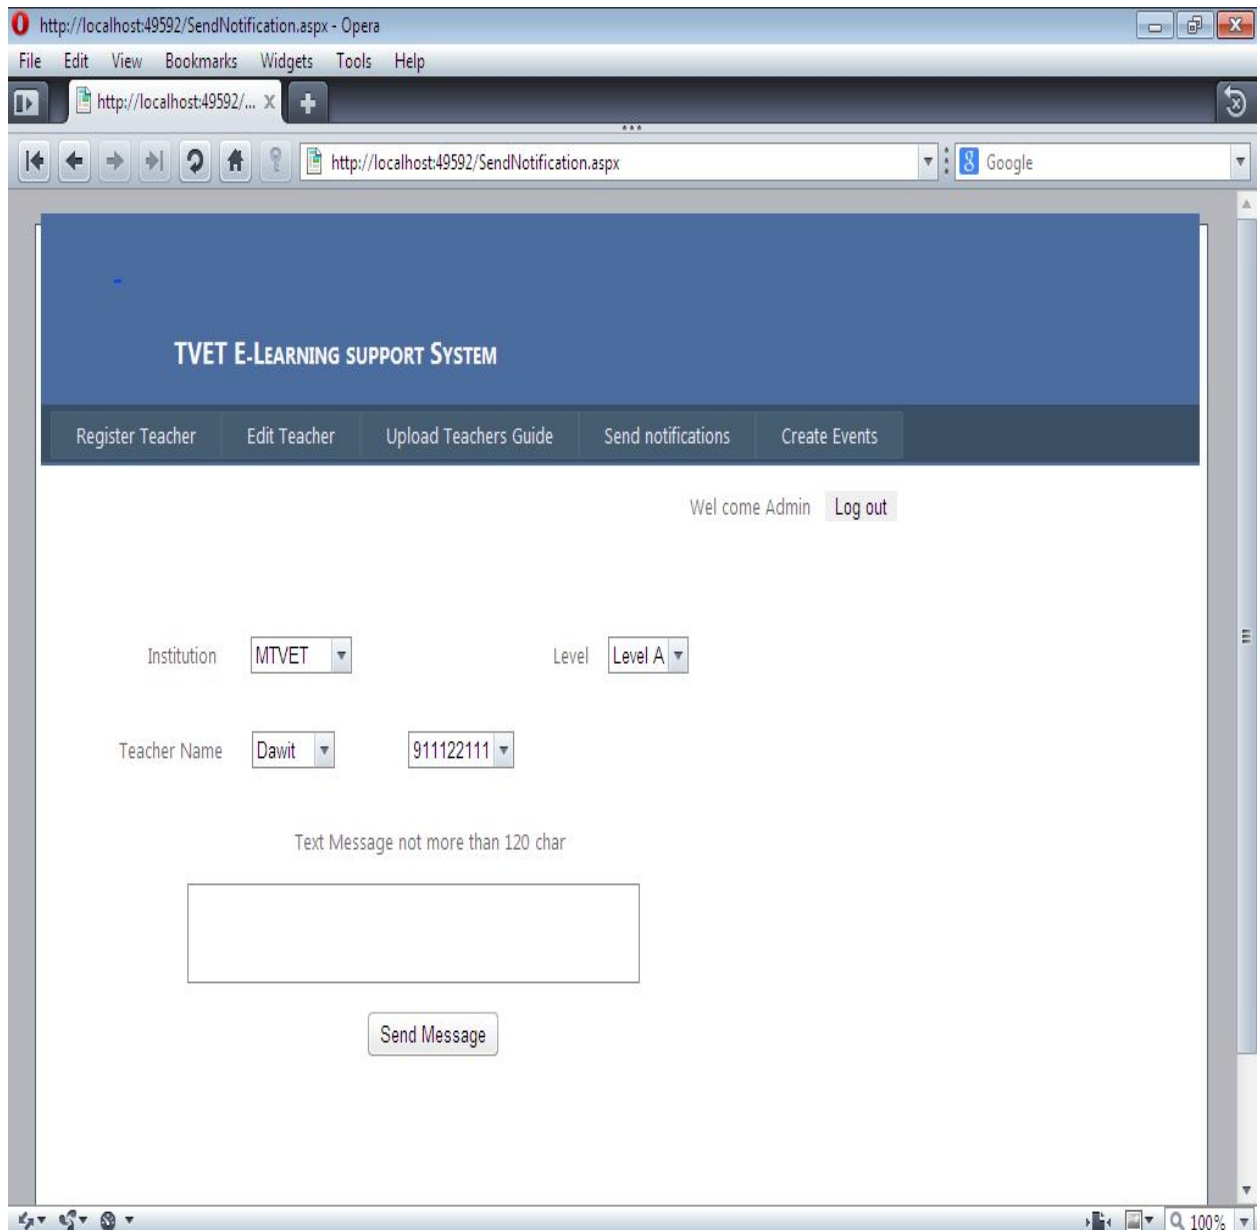 http://localhost:49592/SendNotification.aspx - Opera
File Edit View Bookmarks Widgets Tools Help
http://localhost:49592/... X
http://localhost:49592/SendNotification.aspx
8 Google
TVET E-LEARNING SUPPORT SYSTEM
Register Teacher Edit Teacher Upload Teachers Guide Send notifications Create Events
Wel come Admin Log out
Institution MTVET Level Level A
Teacher Name Dawit 911122111
Text Message not more than 120 char
Send Message
100%